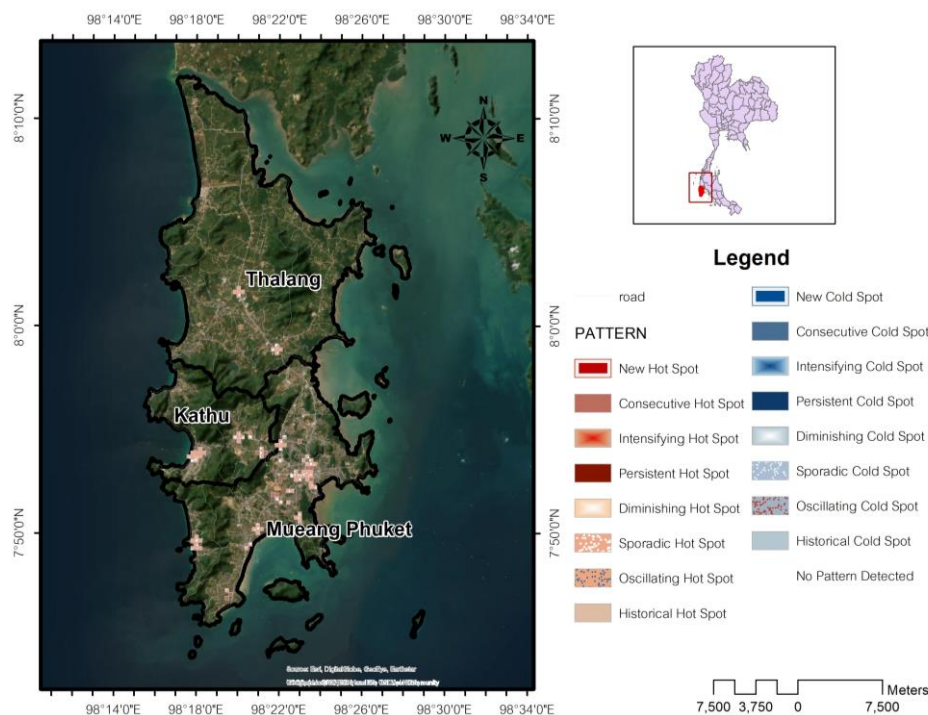 98°14'0"E 98°18'0"E 98°22'0"E 98°26'0"E 98°30'0"E 98°34'0"E
8°10'0"N
8°0'0"N
7°50'0"N
N
W E
S
Thalang
Kathu
Mueang Phuket
Source: Esri, DigitalGlobe, GeoEye, Earthstar
8°10'0"N
8°0'0"N
7°50'0"N
98°14'0"E 98°18'0"E 98°22'0"E 98°26'0"E 98°30'0"E 98°34'0"E
Legend
road
PATTERN
New Hot Spot
Consecutive Hot Spot
Intensifying Hot Spot
Persistent Hot Spot
Diminishing Hot Spot
Sporadic Hot Spot
Oscillating Hot Spot
Historical Hot Spot
New Cold Spot
Consecutive Cold Spot
Intensifying Cold Spot
Persistent Cold Spot
Diminishing Cold Spot
Sporadic Cold Spot
Oscillating Cold Spot
Historical Cold Spot
No Pattern Detected
Meters
7,500 3,750 0 7,500